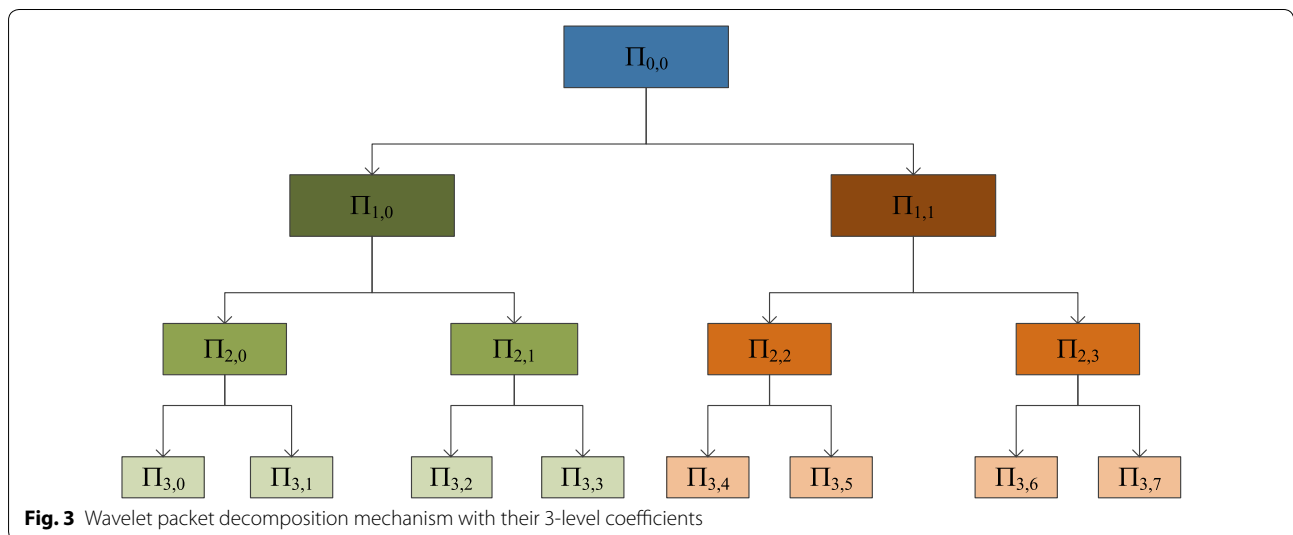 Π0,0
Π1,0 Π1,1
Π2,0 Π2,1 Π2,2 Π2,3
Π3,0 Π3,1 Π3,2 Π3,3 Π3,4 Π3,5 Π3,6 Π3,7
Fig. 3 Wavelet packet decomposition mechanism with their 3-level coefficients